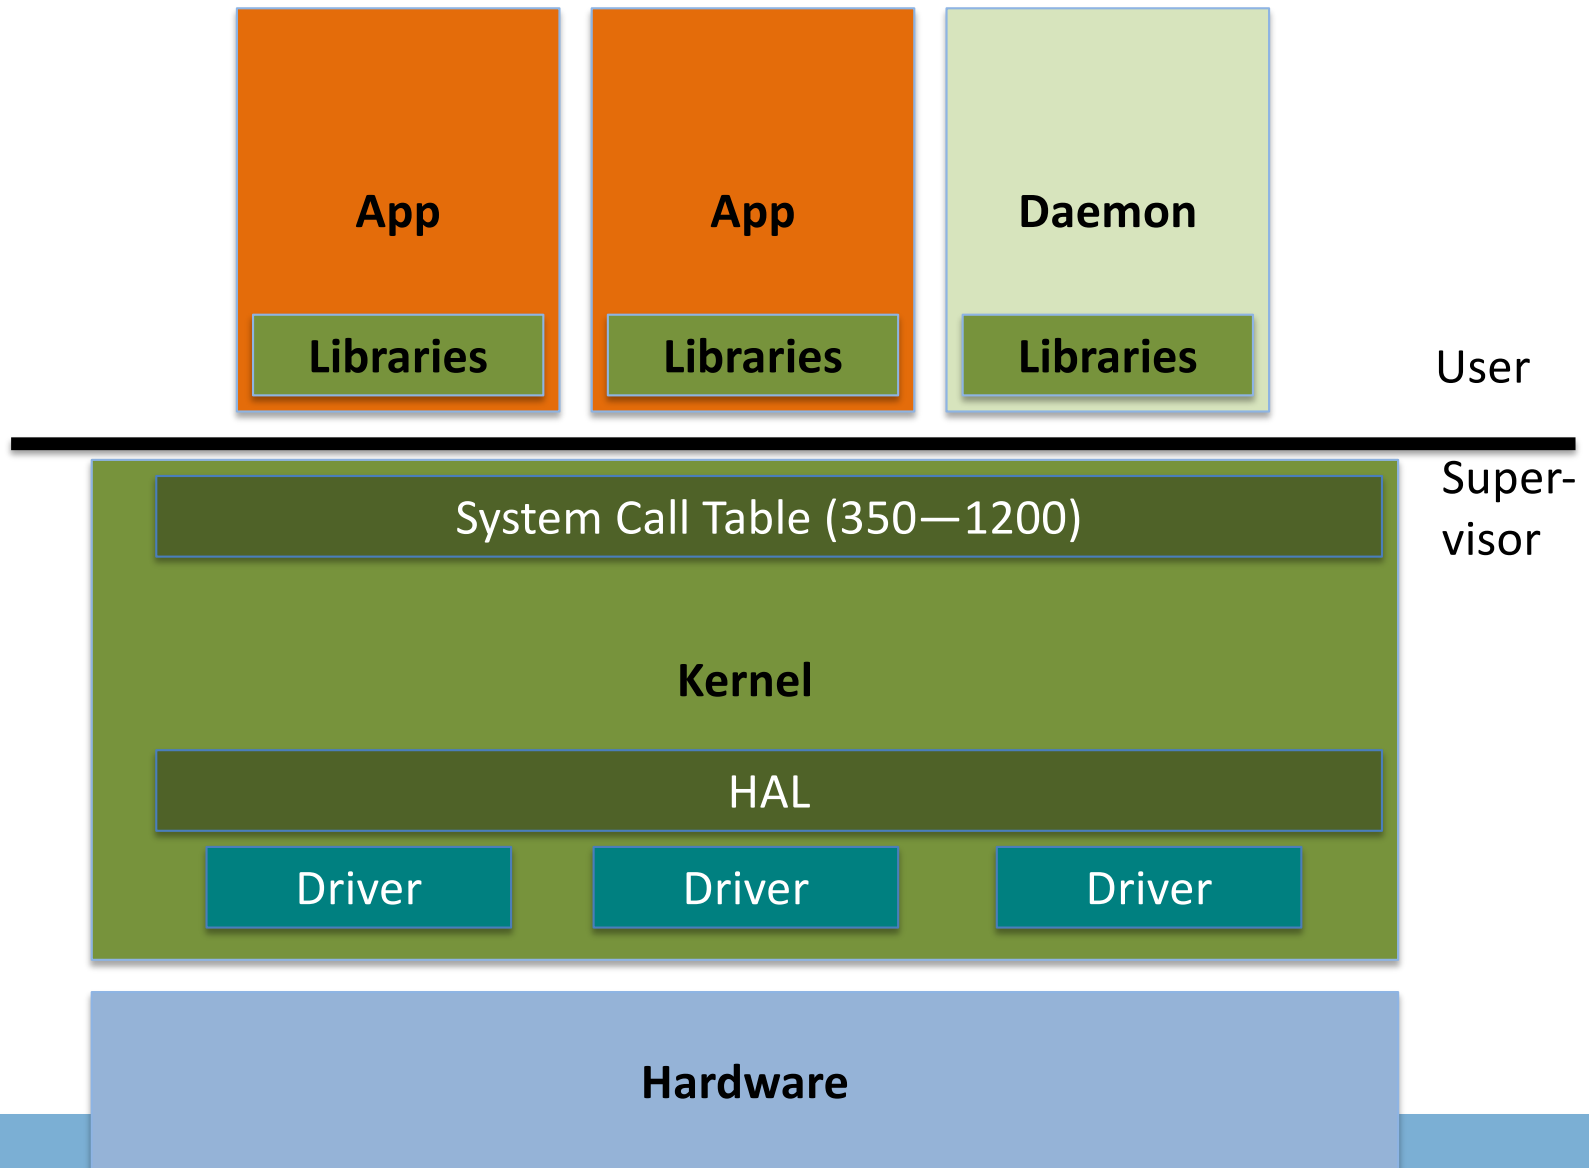 App
App
Daemon
Libraries
Libraries
Libraries
User
Super-
visor
System Call Table (350—1200)
Kernel
HAL
Driver
Driver
Driver
Hardware